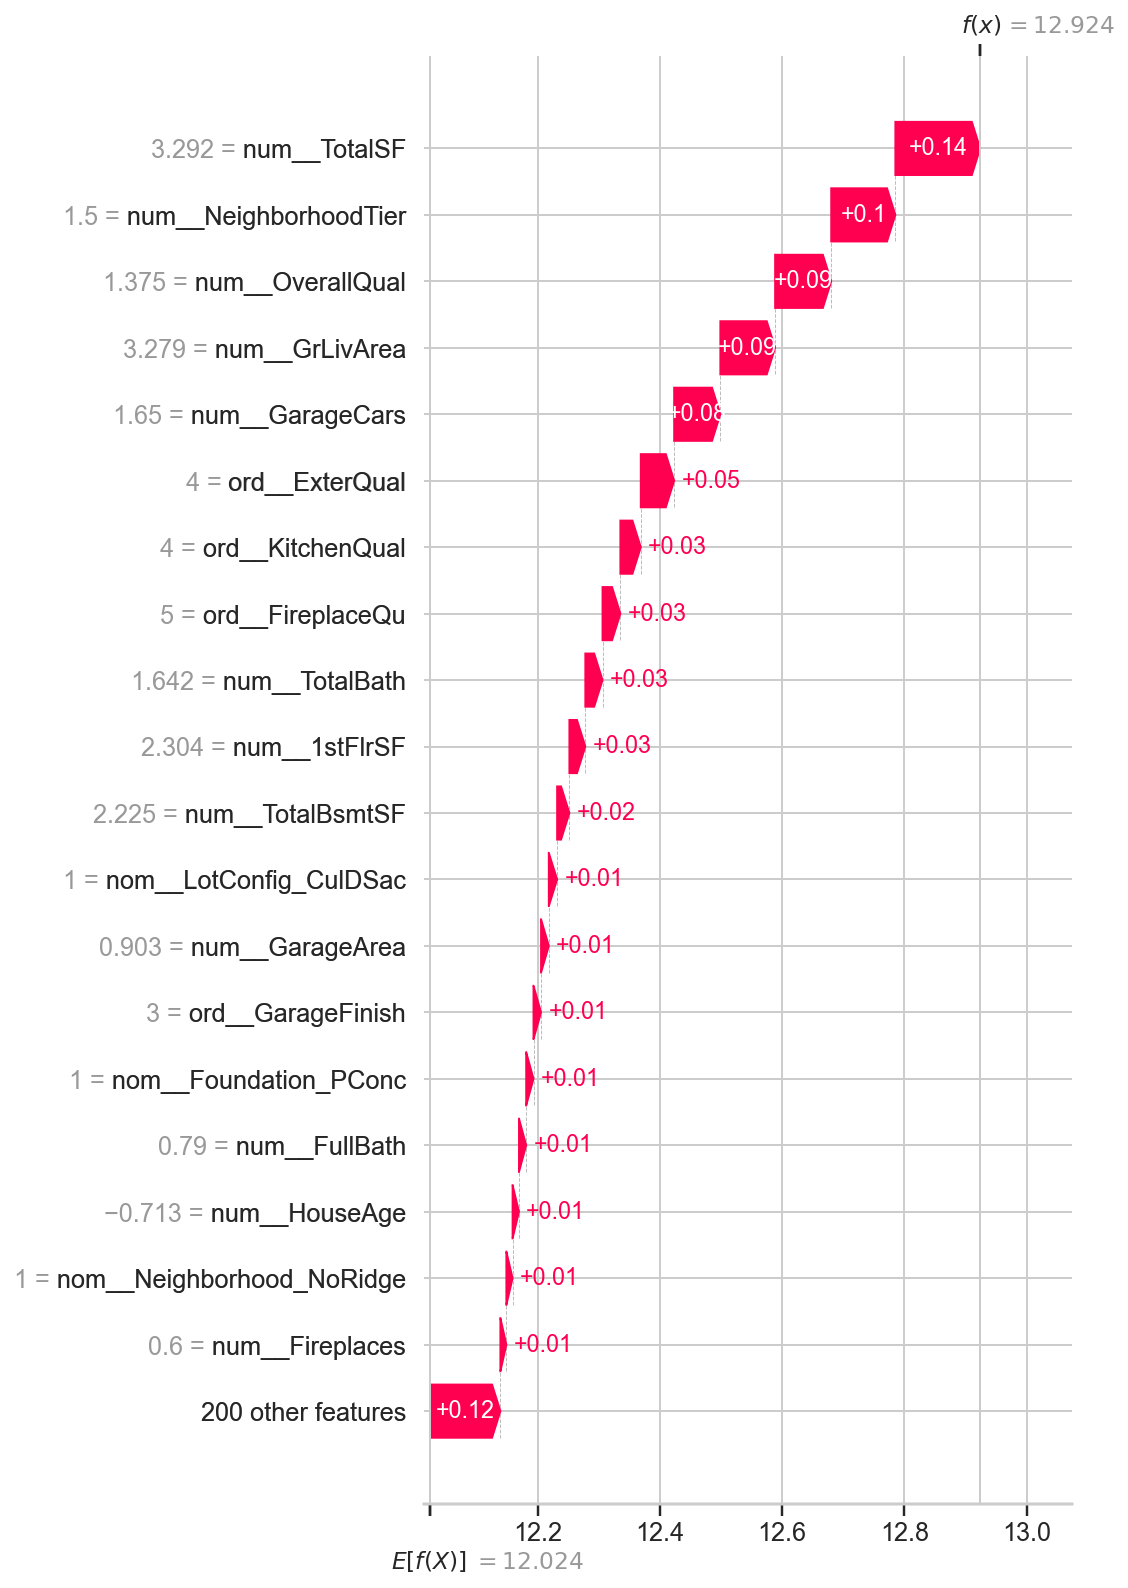 f(x) = 12.924
3.292 = num__TotalSF +0.14
1.5 = num__NeighborhoodTier +0.1
1.375 = num__OverallQual +0.09
3.279 = num__GrLivArea +0.09
1.65 = num__GarageCars +0.08
4 = ord__ExterQual +0.05
4 = ord__KitchenQual +0.03
5 = ord__FireplaceQu +0.03
1.642 = num__TotalBath +0.03
2.304 = num__1stFlrSF +0.03
2.225 = num__TotalBsmtSF +0.02
1 = nom__LotConfig_CulDSac +0.01
0.903 = num__GarageArea +0.01
3 = ord__GarageFinish +0.01
1 = nom__Foundation_PConc +0.01
0.79 = num__FullBath +0.01
−0.713 = num__HouseAge +0.01
1 = nom__Neighborhood_NoRidge +0.01
0.6 = num__Fireplaces +0.01
200 other features +0.12
12.2 12.4 12.6 12.8 13.0
E[f(X)] = 12.024